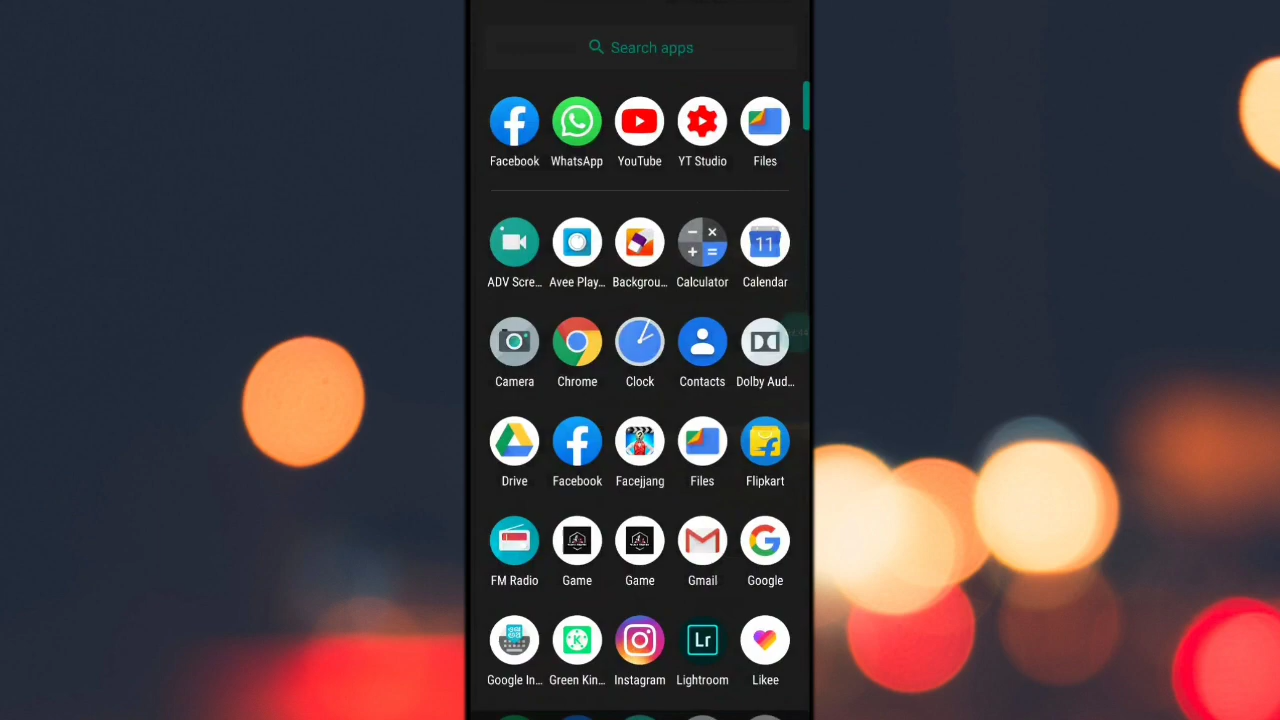 Search apps
Facebook WhatsApp YouTube YT Studio Files
ADV Scre... Avee Play... Backgrou... Calculator Calendar
11
Camera Chrome Clock Contacts Dolby Aud...
Drive Facebook Facejjang Files Flipkart
FM Radio Game Game Gmail Google
Lr
Google In... Green Kin... Instagram Lightroom Likee